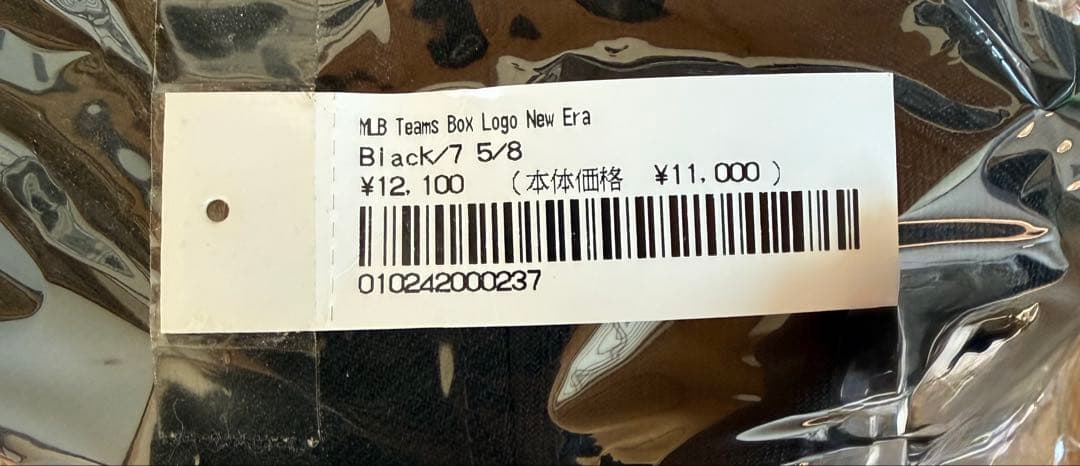 MLB Teams Box Logo New Era
Black/7 5/8
¥12,100 (本体価格 ¥11,000)
010242000237